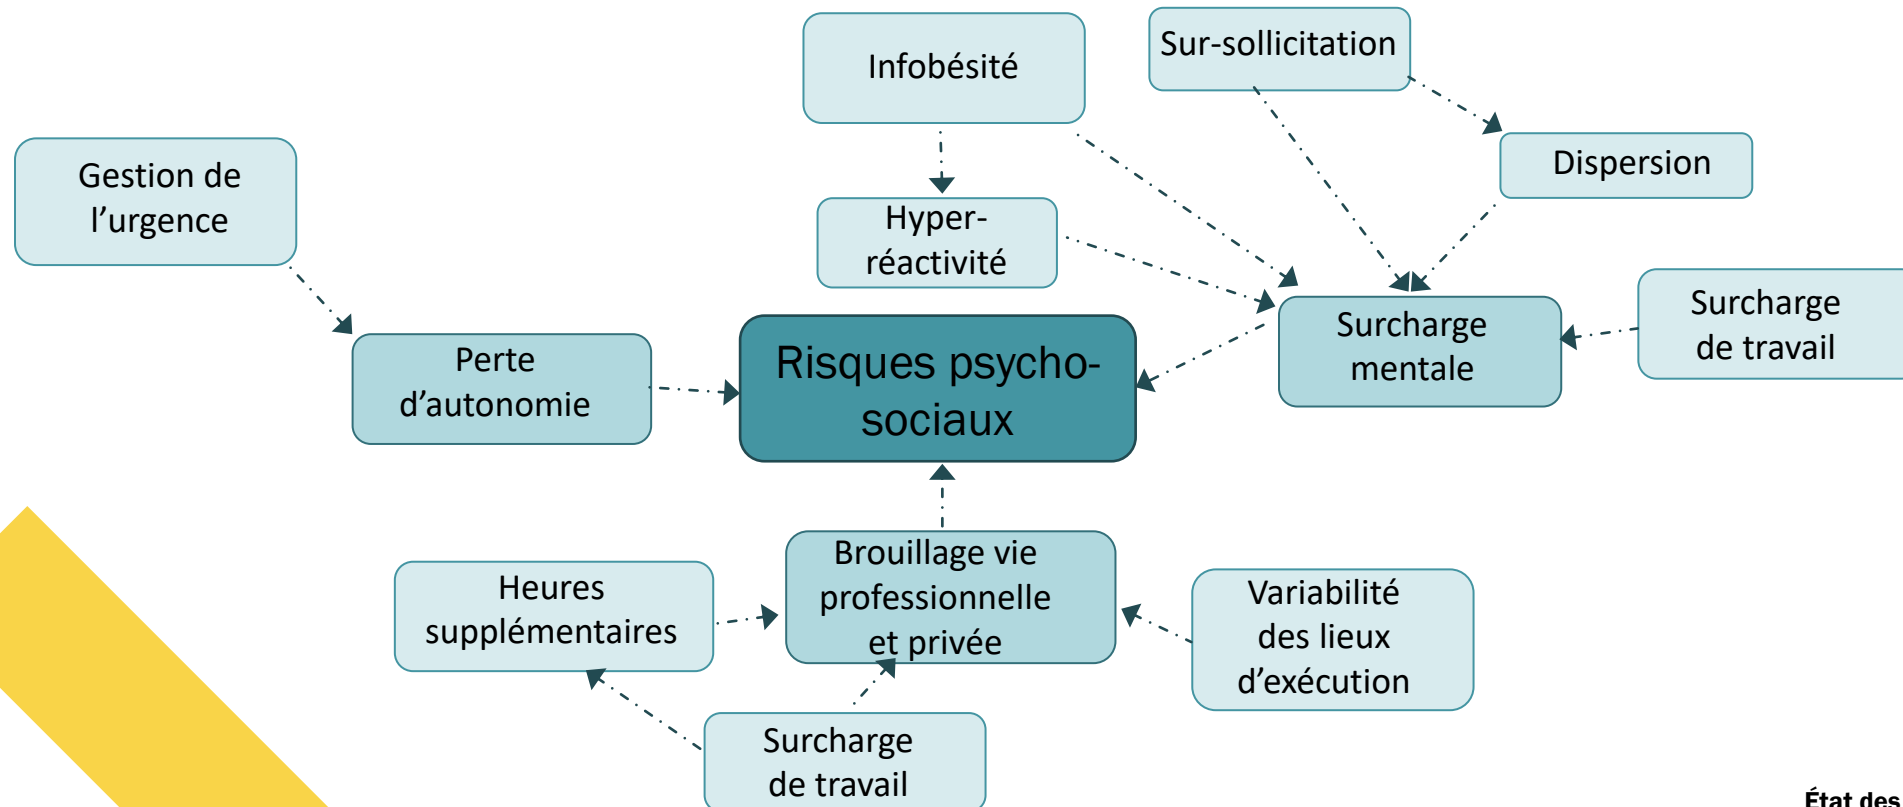 Infobésité
Sur-sollicitation
Gestion de
l’urgence
Dispersion
Hyper-
réactivité
Surcharge
de travail
Surcharge
mentale
Risques psycho-
sociaux
Perte
d’autonomie
Brouillage vie
professionnelle
et privée
Heures
supplémentaires
Variabilité
des lieux
d’exécution
Surcharge
de travail
État des